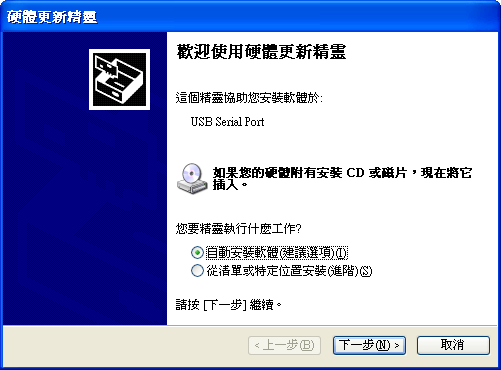 硬體更新精靈
歡迎使用硬體更新精靈
這個精靈協助您安裝軟體於:
USB Serial Port
如果您的硬體附有安裝 CD 或磁片，現在將它
插入。
您要精靈執行什麼工作?
自動安裝軟體(建議選項)(I)
從清單或特定位置安裝(進階)(S)
請按 [下一步] 繼續。
< 上一步(B)
下一步(N) >
取消